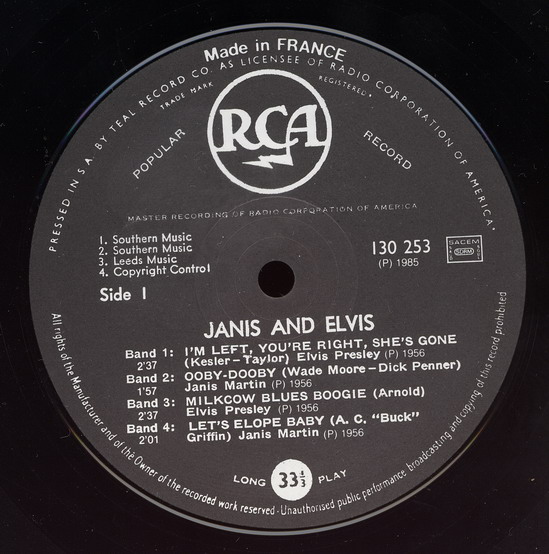 Made in FRANCE
PRESSED IN S.A. BY TEAL RECORD CO. AS LICENSEE OF RADIO CORPORATION OF AMERICA.
TRADE MARK REGISTERED.
RCA
POPULAR RECORD
MASTER RECORDING OF RADIO CORPORATION OF AMERICA
1. Southern Music
2. Southern Music
3. Leeds Music
4. Copyright Control
Side 1
130 253
(P) 1985
SACEM
SDRM
JANIS AND ELVIS
Band 1: I'M LEFT, YOU'RE RIGHT, SHE'S GONE
2'37 (Kesler-Taylor) Elvis Presley (P) 1956
Band 2: OOBY-DOOBY (Wade Moore-Dick Penner)
1'57 Janis Martin (P) 1956
Band 3: MILKCOW BLUES BOOGIE (Arnold)
2'37 Elvis Presley (P) 1956
Band 4: LET'S ELOPE BABY (A. C. "Buck"
2'01 Griffin) Janis Martin (P) 1956
LONG 33⅓ PLAY
All rights of the Manufacturer and of the Owner of the recorded work reserved - Unauthorised public performance broadcasting and copying of this record prohibited